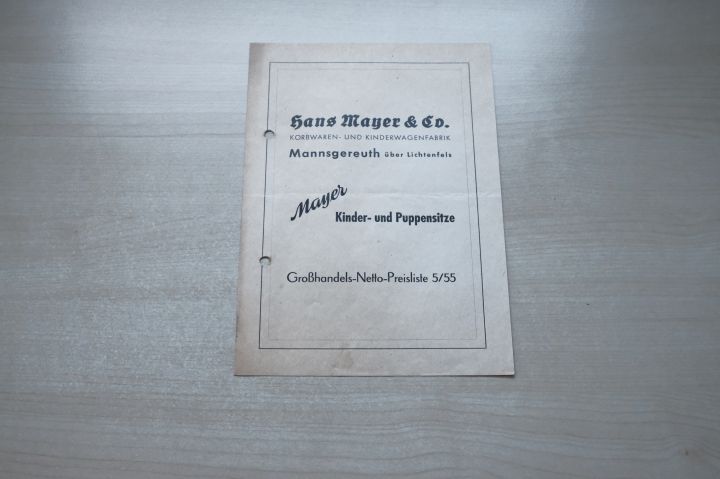 Hans Mayer & Co.
KORBWAREN- UND KINDERWAGENFABRIK
Mannsgereuth über Lichtenfels
Mayer
Kinder- und Puppensitze
Großhandels-Netto-Preisliste 5/55